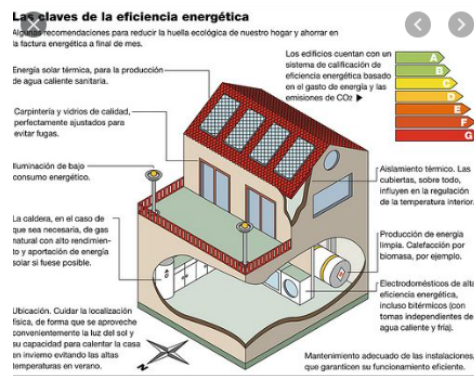 Las claves de la eficiencia energética
Algunas recomendaciones para reducir la huella ecológica de nuestro hogar y ahorrar en
la factura energética a final de mes.
Energía solar térmica, para la producción
de agua caliente sanitaria.
Carpintería y vidrios de calidad,
perfectamente ajustados para
evitar fugas.
Iluminación de bajo
consumo energético.
La caldera, en el caso de
que sea necesaria, de gas
natural con alto rendimien-
to y aportación de energía
solar si fuese posible.
Ubicación. Cuidar la localización
física, de forma que se aproveche
convenientemente la luz del sol y
su capacidad para calentar la casa
en invierno evitando las altas
temperaturas en verano.
N
Los edificios cuentan con un
sistema de calificación de
eficiencia energética basado
en el gasto de energía y las
emisiones de CO2
A
B
C
D
E
F
G
Aislamiento térmico. Las
cubiertas, sobre todo,
influyen en la regulación
de la temperatura interior.
Producción de energía
limpia. Calefacción por
biomasa, por ejemplo.
Electrodomésticos de alta
eficiencia energética,
incluso bitérmicos (con
tomas independientes de
agua caliente y fría).
Mantenimiento adecuado de las instalaciones,
que garanticen su funcionamiento eficiente.